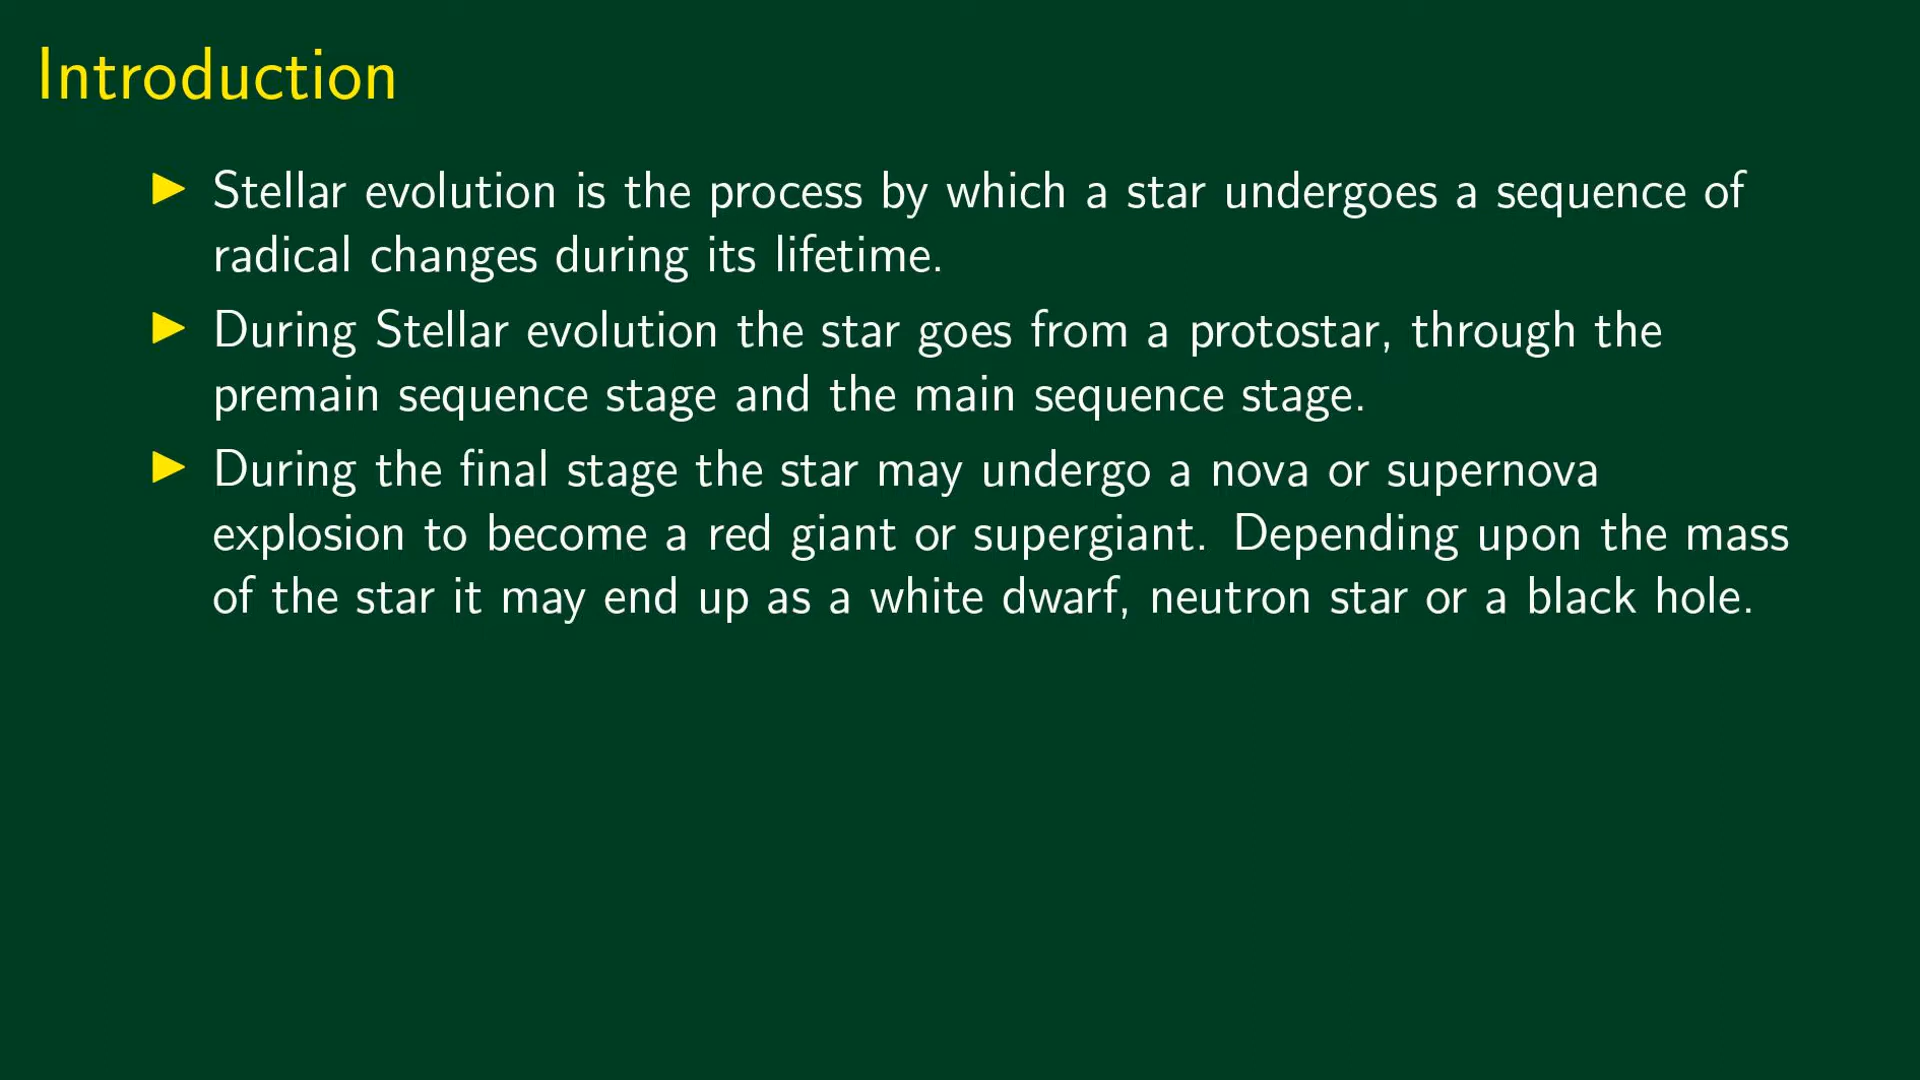 Introduction
Stellar evolution is the process by which a star undergoes a sequence of
radical changes during its lifetime.
During Stellar evolution the star goes from a protostar, through the
premain sequence stage and the main sequence stage.
During the final stage the star may undergo a nova or supernova
explosion to become a red giant or supergiant. Depending upon the mass
of the star it may end up as a white dwarf, neutron star or a black hole.